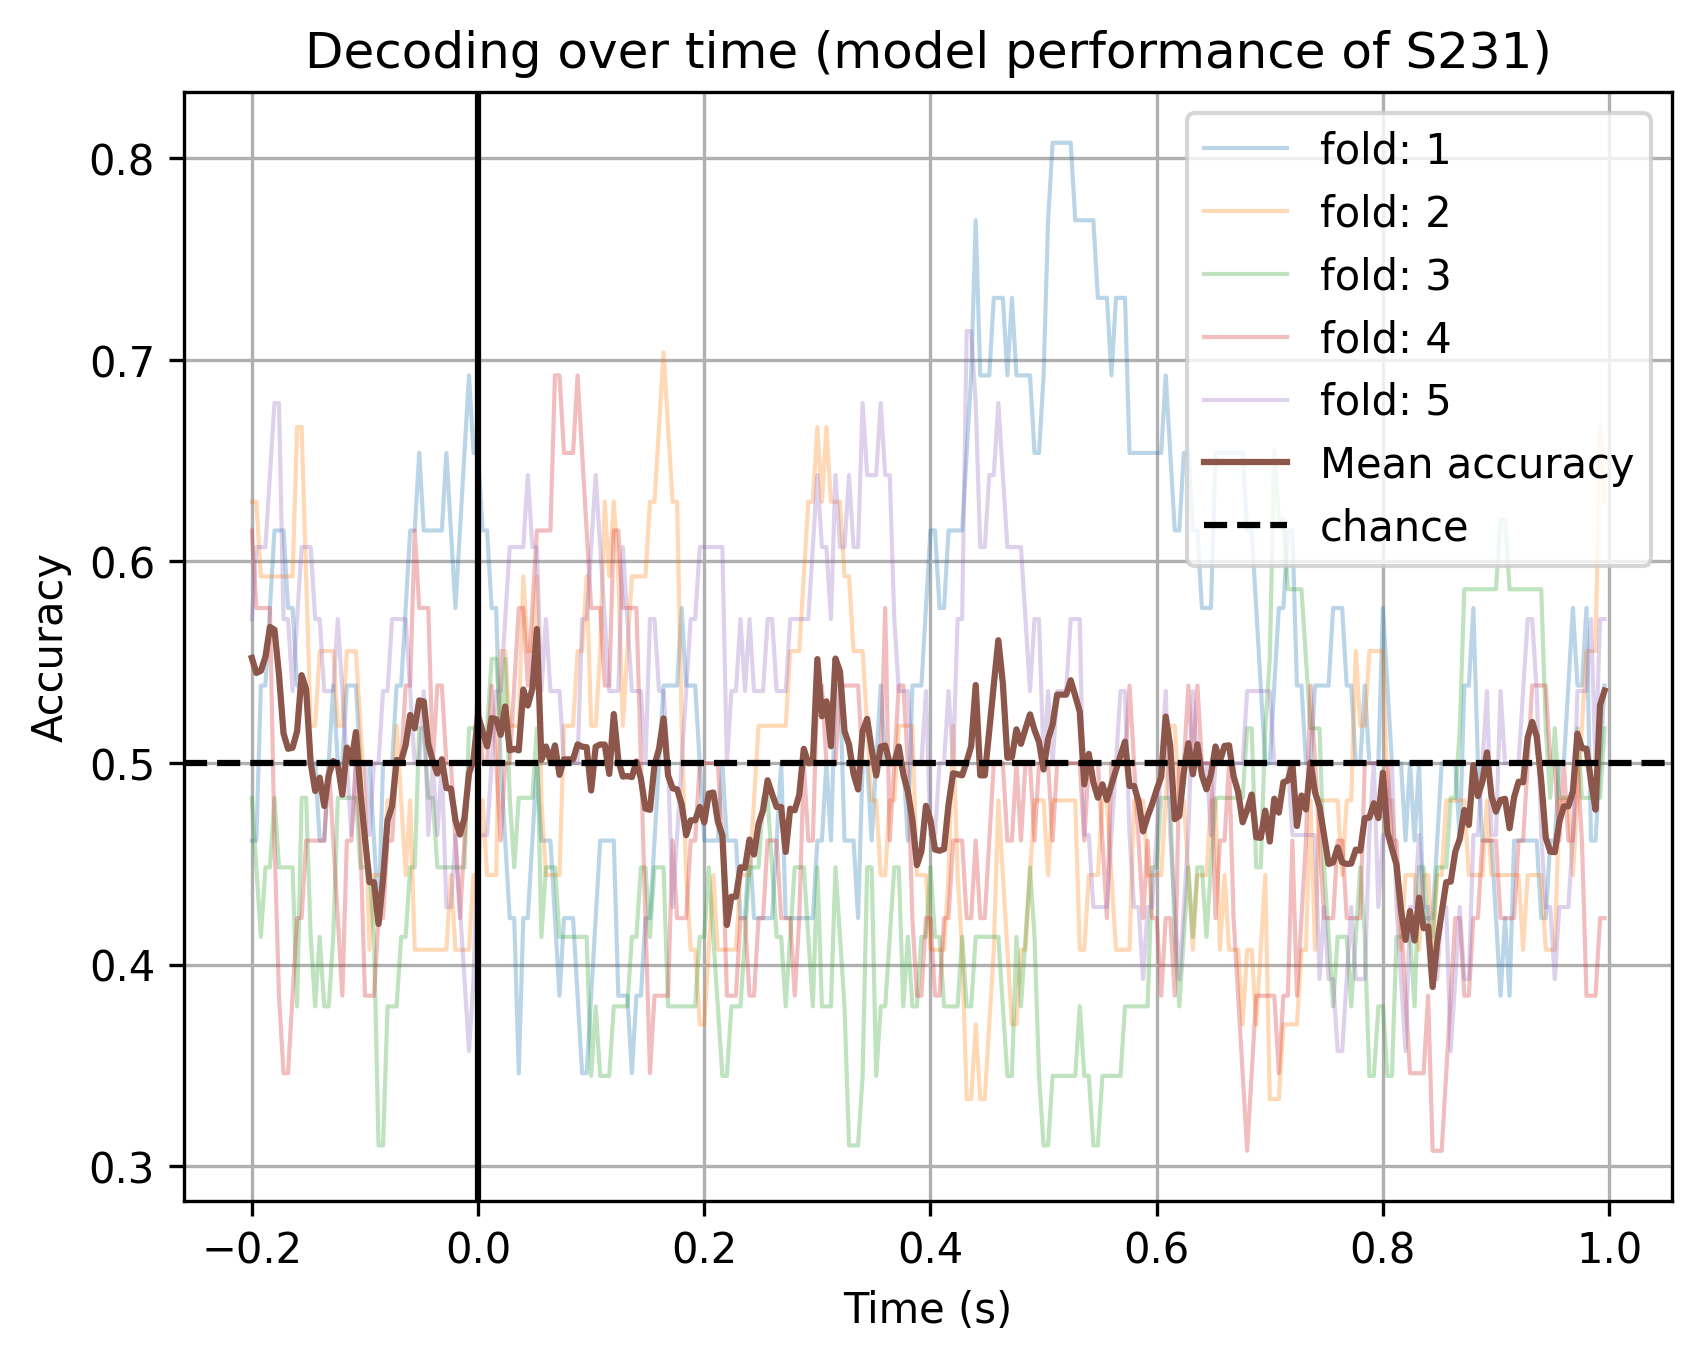 Decoding over time (model performance of S231)
fold: 1
fold: 2
fold: 3
fold: 4
fold: 5
Mean accuracy
chance
Accuracy
0.8
0.7
0.6
0.5
0.4
0.3
−0.2
0.0
0.2
0.4
0.6
0.8
1.0
Time (s)